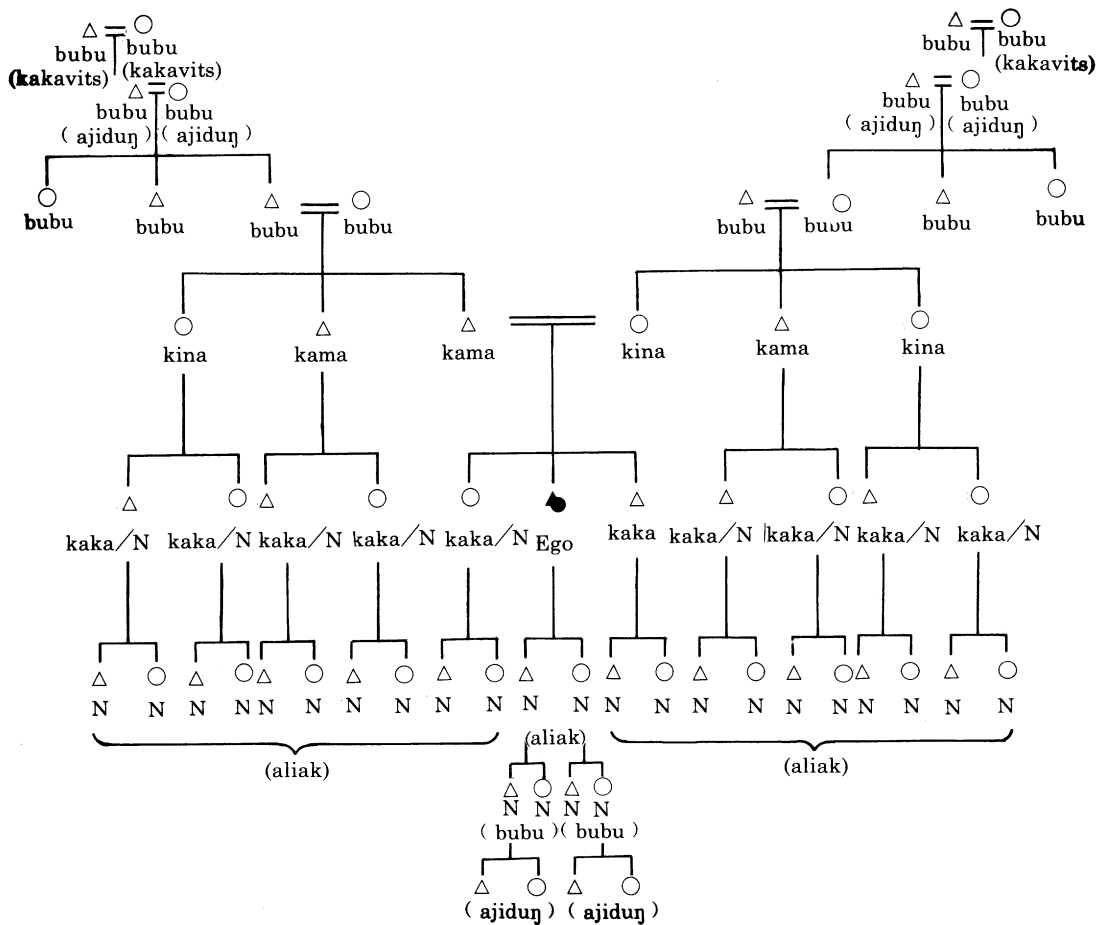 bubu bubu bubu bubu
(kakavits) (kakavits) (kakavits)
bubu bubu bubu bubu
(ajiduŋ) (ajiduŋ) (ajiduŋ) (ajiduŋ)
bubu bubu bubu bubu bubu bubu bubu bubu
kina kama kama kina kama kina
kaka/N kaka/N kaka/N kaka/N kaka/N Ego kaka kaka/N kaka/N kaka/N kaka/N
N N N N N N N N N N N N N N N N N N N N N N
(aliak) (aliak) (aliak)
N N N N
(bubu) (bubu)
(ajiduŋ) (ajiduŋ)